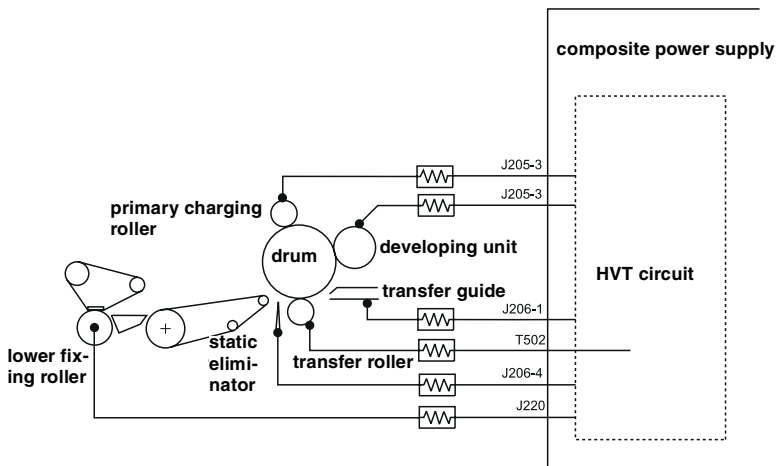 composite power supply
J205-3
J205-3
primary charging
roller
drum
developing unit
HVT circuit
transfer guide
J206-1
T502
static
elimi-
nator
transfer roller
lower fix-
ing roller
J206-4
J220